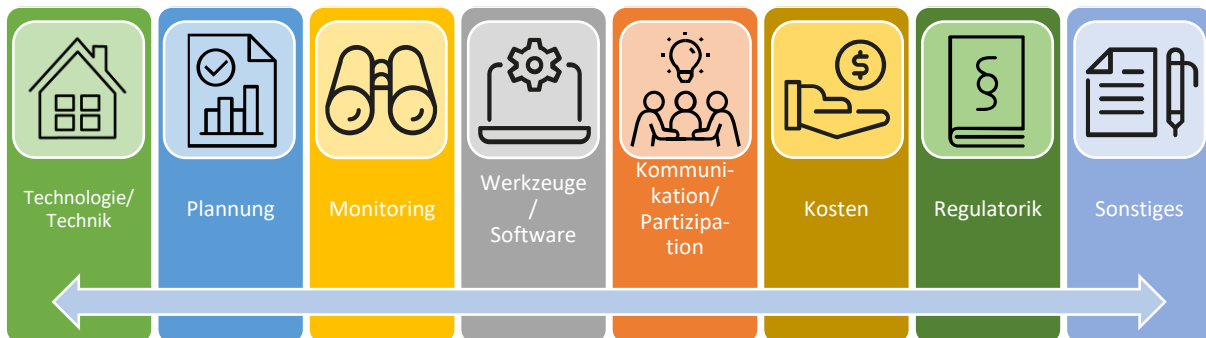 Technologie/
Technik
Plannung
Monitoring
Werkzeuge
/
Software
Kommuni-
kation/
Partizipa-
tion
$
Kosten
§
Regulatorik
Sonstiges